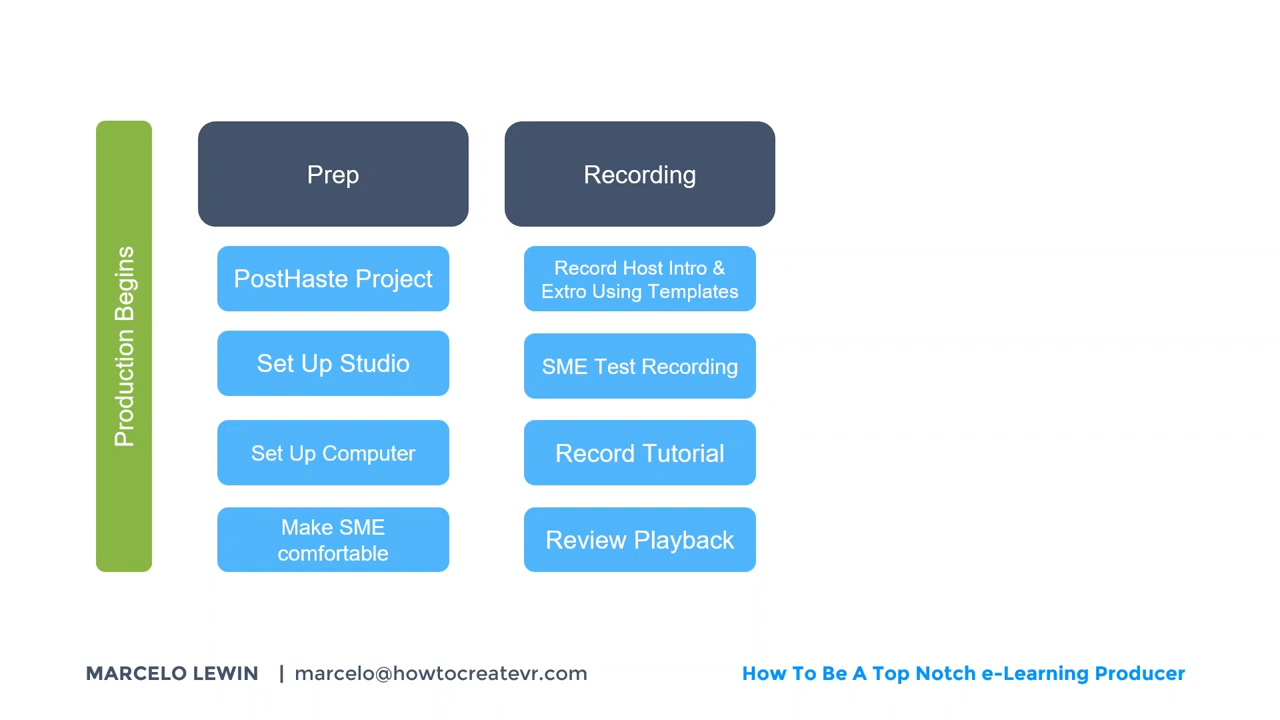 Production Begins
Prep
PostHaste Project
Set Up Studio
Set Up Computer
Make SME
comfortable
Recording
Record Host Intro &
Extro Using Templates
SME Test Recording
Record Tutorial
Review Playback
MARCELO LEWIN | marcelo@howtocreatevr.com
How To Be A Top Notch e-Learning Producer